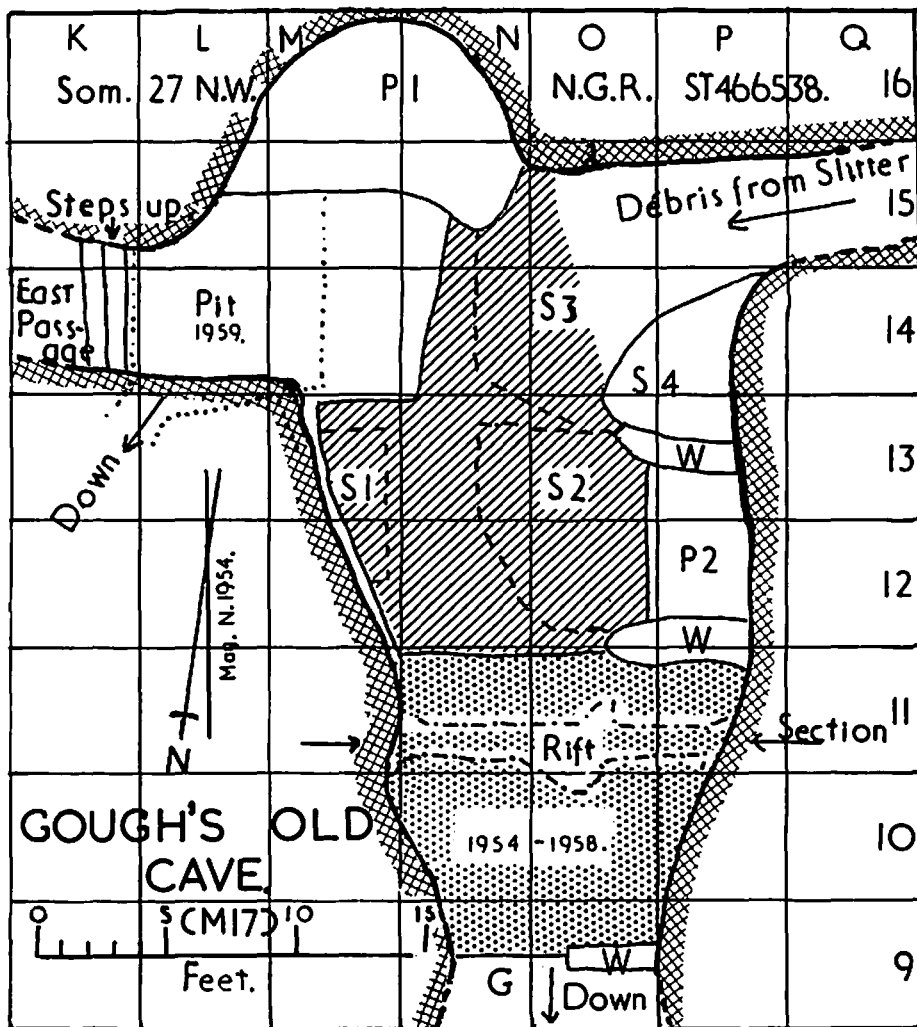 K L M N O P Q
Som. 27 N.W. P1 N.G.R. ST466538. 16
Steps up
Débris from Slitter
15
East
Pass-
age
Pit
1959.
S3
14
S4
Down
S1
S2
W
13
P2
12
Mag. N. 1954.
W
N
Rift
Section
11
GOUGH'S OLD
CAVE.
(M17)
1954 - 1958.
10
0 5 10 15
Feet.
G
W
Down
9